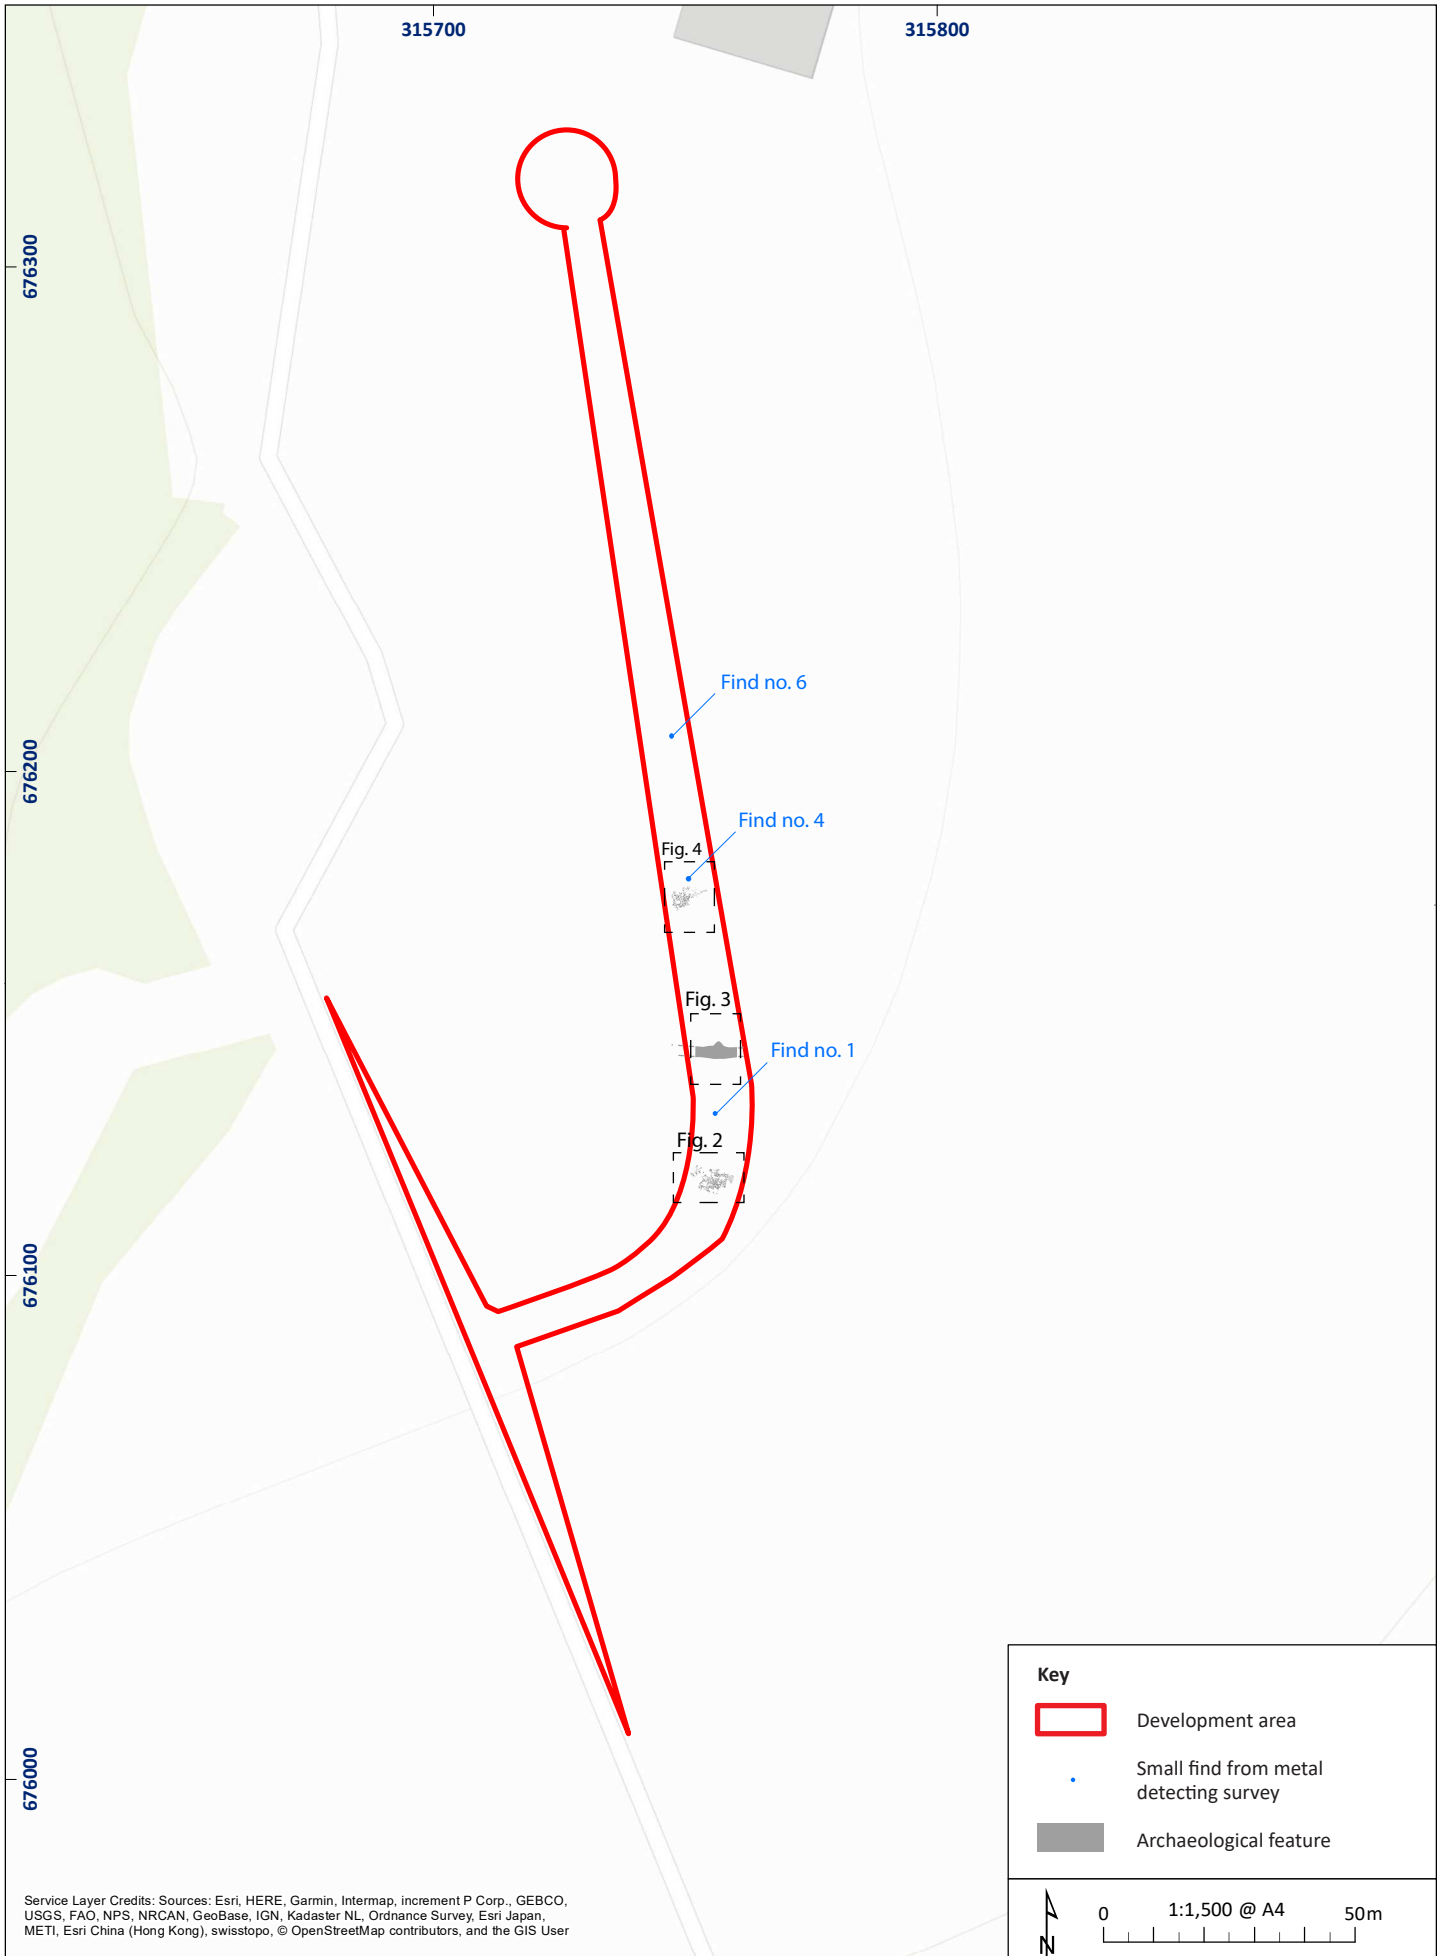 315700
315800
676300
Find no. 6
676200
Find no. 4
Fig. 4
Fig. 3
Find no. 1
Fig. 2
676100
676000
Key
Development area
Small find from metal
detecting survey
Archaeological feature
Service Layer Credits: Sources: Esri, HERE, Garmin, Intermap, increment P Corp., GEBCO,
USGS, FAO, NPS, NRCAN, GeoBase, IGN, Kadaster NL, Ordnance Survey, Esri Japan,
METI, Esri China (Hong Kong), swisstopo, © OpenStreetMap contributors, and the GIS User
N
0 1:1,500 @ A4 50m